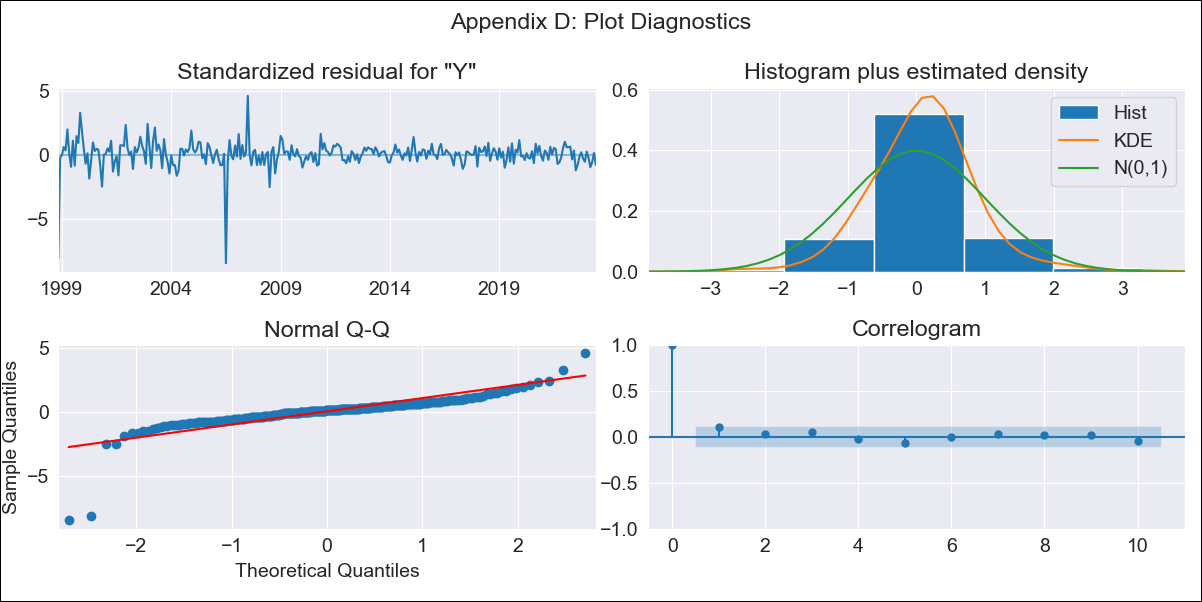 Appendix D: Plot Diagnostics
Standardized residual for "Y"
5
0
−5
1999 2004 2009 2014 2019
Histogram plus estimated density
0.6
0.4
0.2
0.0
−3 −2 −1 0 1 2 3
Hist
KDE
N(0,1)
Normal Q-Q
Sample Quantiles
5
0
−5
−2 −1 0 1 2
Theoretical Quantiles
Correlogram
1.0
0.5
0.0
−0.5
−1.0
0 2 4 6 8 10